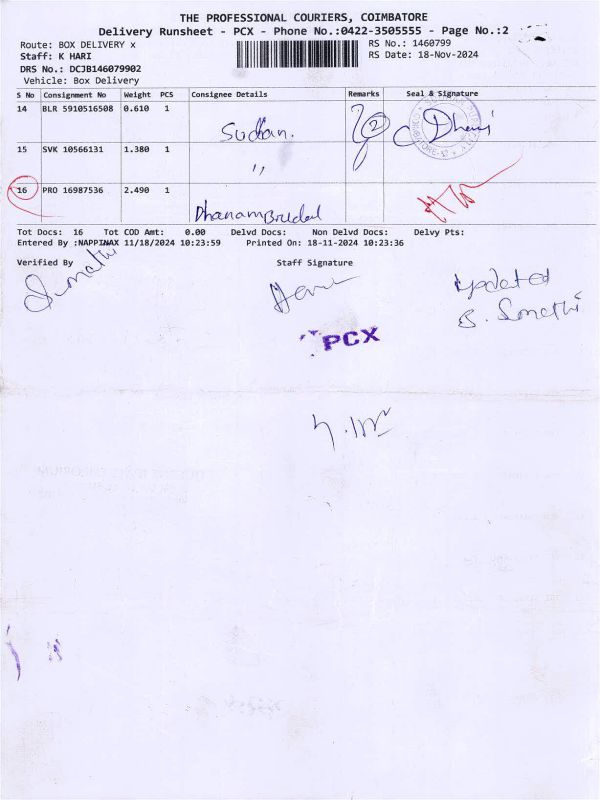 THE PROFESSIONAL COURIERS, COIMBATORE
Delivery Runsheet - PCX - Phone No.:0422-3505555 - Page No.:2
Route: BOX DELIVERY x
RS No.: 1460799
Staff: K HARI
RS Date: 18-Nov-2024
DRS No.: DCJB146079902
Vehicle: Box Delivery
S No Consignment No Weight PCS Consignee Details Remarks Seal & Signature
14 BLR 5910516508 0.610 1 Sudhan. 2 Dhani
15 SVK 10566131 1.380 1 ,,
16 PRO 16987536 2.490 1 Dhanam Bridal
Tot Docs: 16 Tot COD Amt: 0.00 Delvd Docs: Non Delvd Docs: Delvy Pts:
Entered By :NAPPINAX 11/18/2024 10:23:59 Printed On: 18-11-2024 10:23:36
Verified By Staff Signature
Updated
PCX